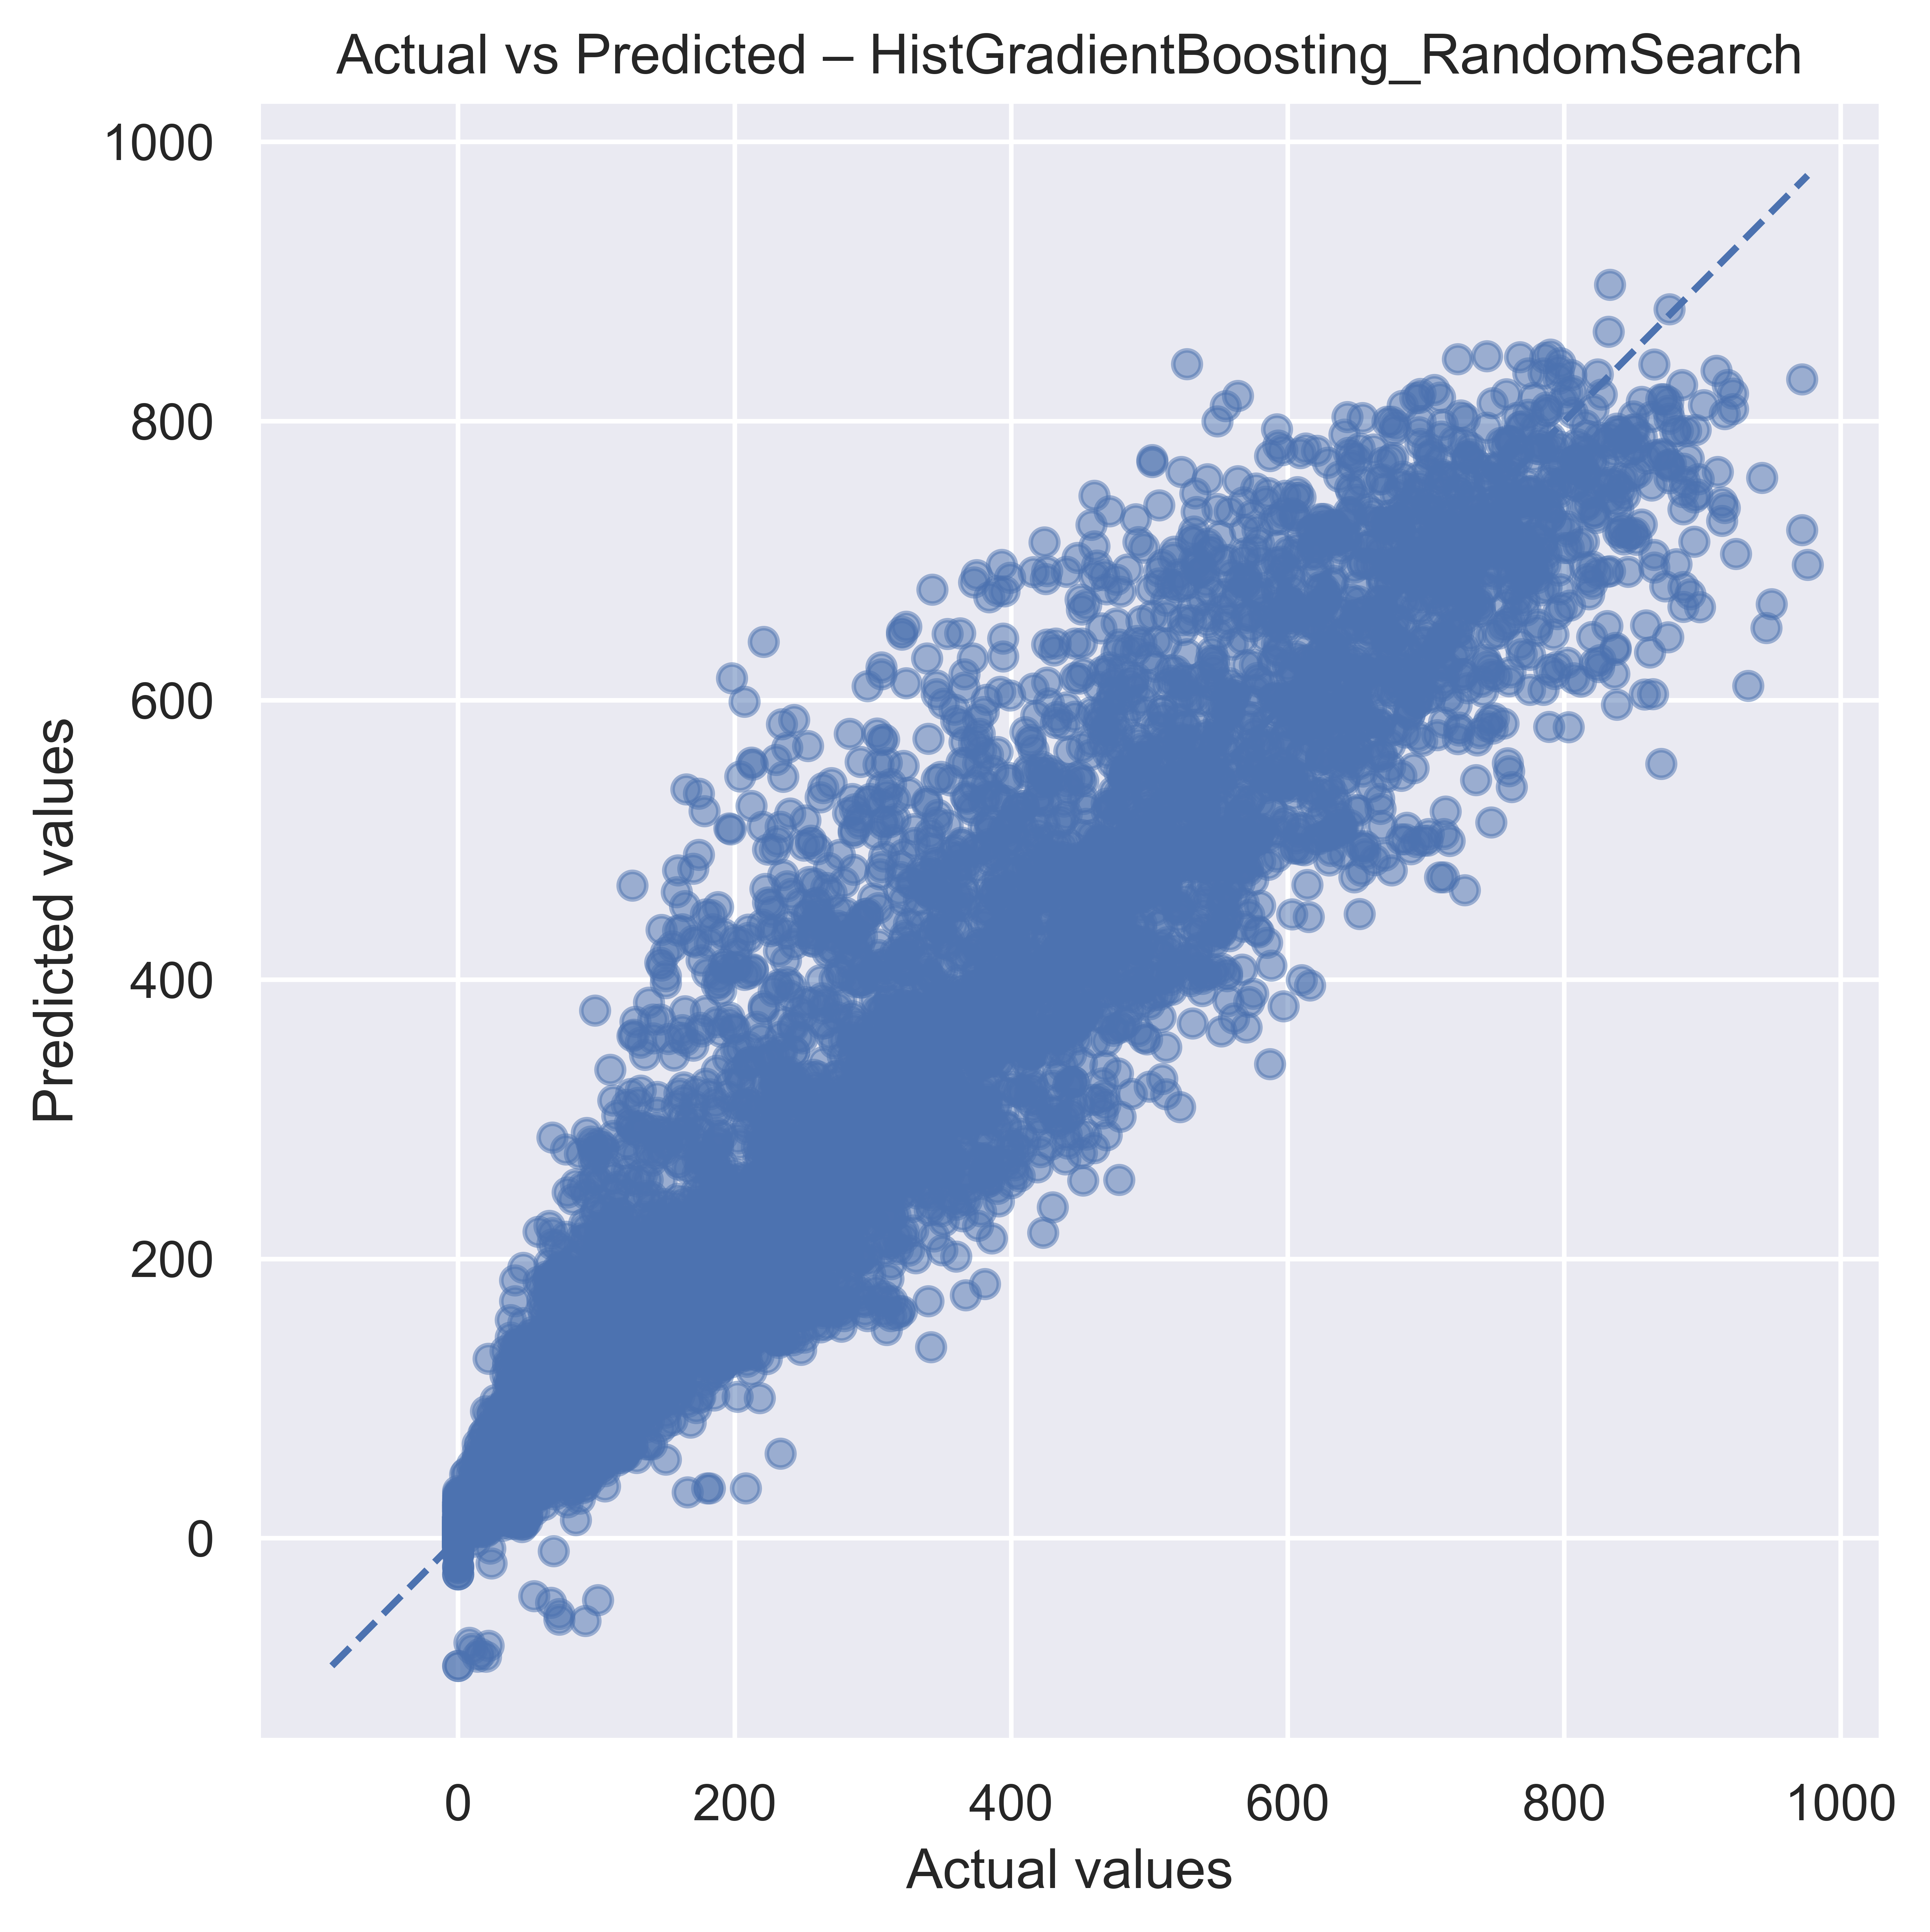 Actual vs Predicted – HistGradientBoosting_RandomSearch
1000
800
600
400
200
0
Predicted values
0 200 400 600 800 1000
Actual values